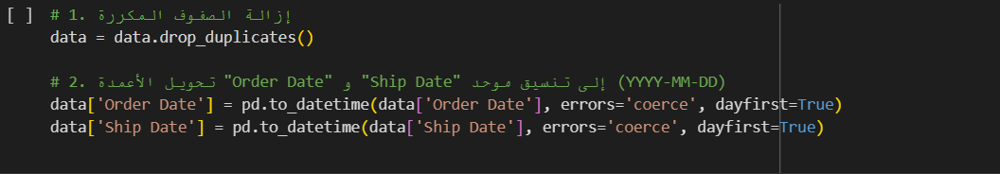 [ ] # 1. إزالة الصفوف المكررة
data = data.drop_duplicates()
# 2. تحويل الأعمدة "Order Date" و "Ship Date" إلى تنسيق موحد (YYYY-MM-DD)
data['Order Date'] = pd.to_datetime(data['Order Date'], errors='coerce', dayfirst=True)
data['Ship Date'] = pd.to_datetime(data['Ship Date'], errors='coerce', dayfirst=True)